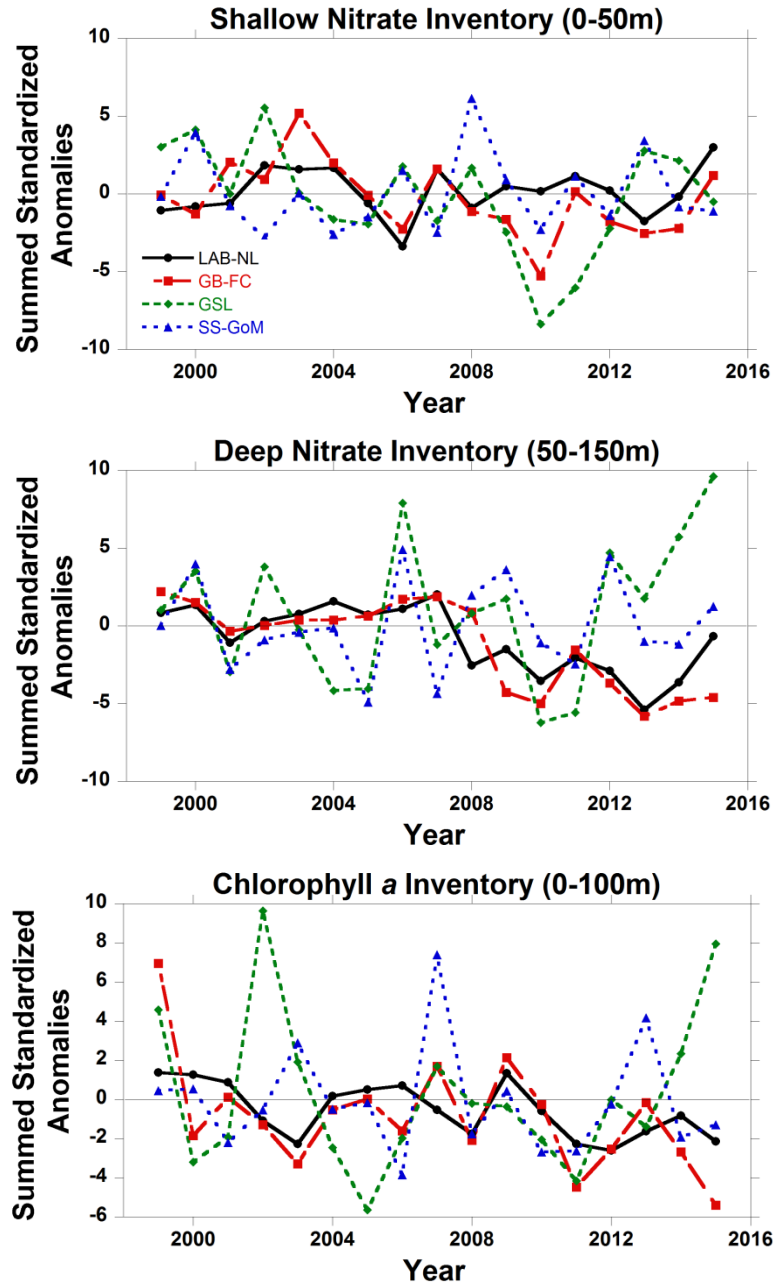 Shallow Nitrate Inventory (0-50m)
Summed Standardized
Anomalies
10
5
0
-5
-10
LAB-NL
GB-FC
GSL
SS-GoM
2000 2004 2008 2012 2016
Year
Deep Nitrate Inventory (50-150m)
Summed Standardized
Anomalies
10
5
0
-5
-10
2000 2004 2008 2012 2016
Year
Chlorophyll a Inventory (0-100m)
Summed Standardized
Anomalies
10
8
6
4
2
0
-2
-4
-6
2000 2004 2008 2012 2016
Year